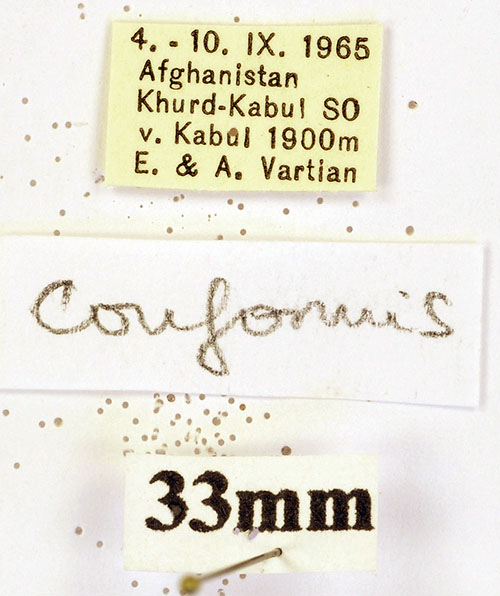 4. - 10. IX. 1965
Afghanistan
Khurd-Kabul SO
v. Kabul 1900m
E. & A. Vartian
Conformis
33mm